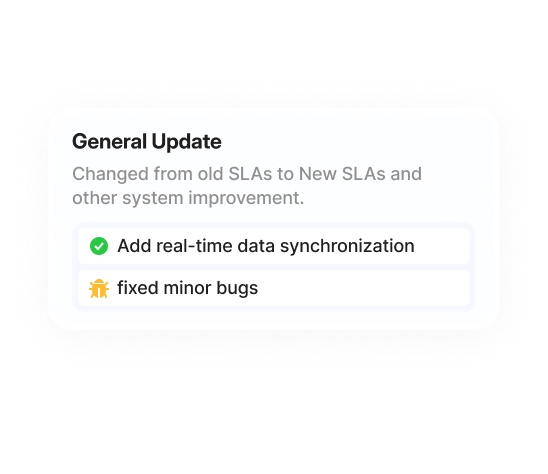 General Update
Changed from old SLAs to New SLAs and
other system improvement.
Add real-time data synchronization
fixed minor bugs